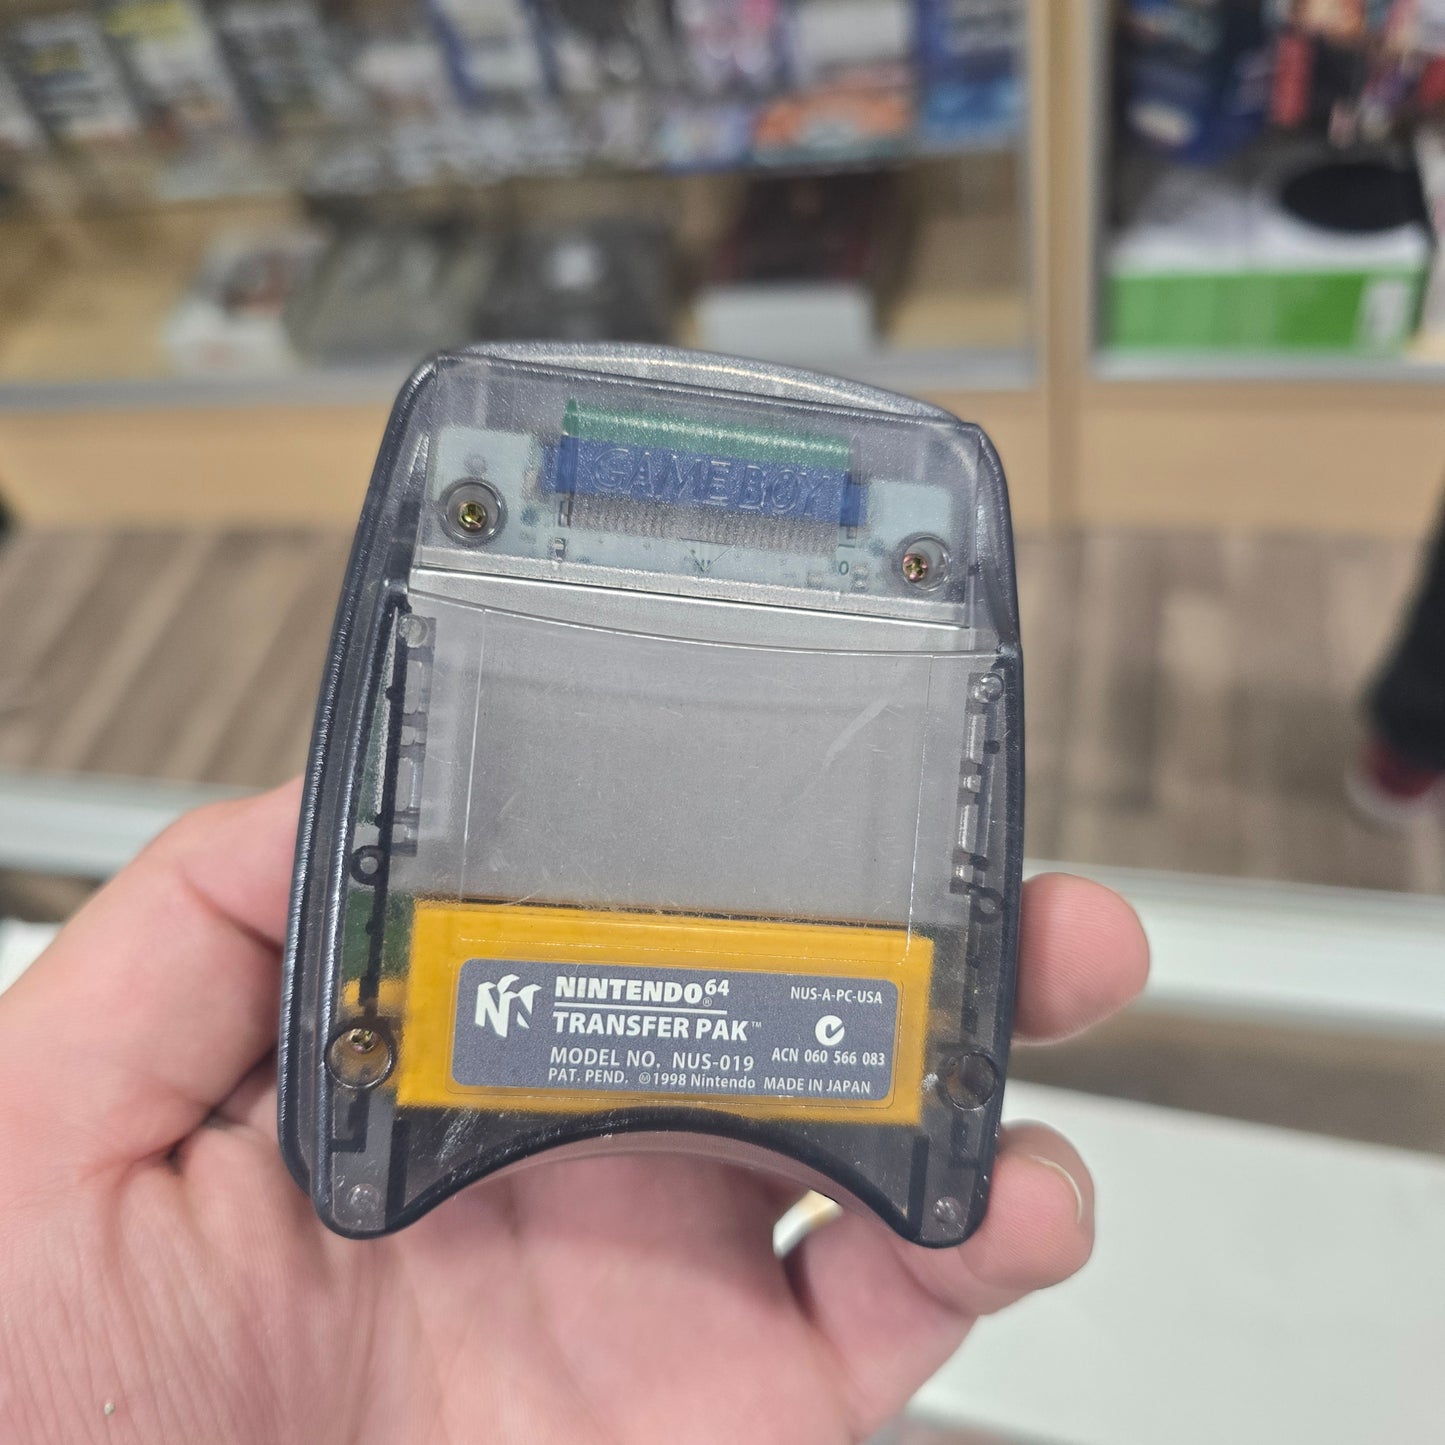 GAME BOY
NINTENDO⁶⁴®
TRANSFER PAK™
MODEL NO. NUS-019
PAT. PEND. Ⓜ1998 Nintendo MADE IN JAPAN
NUS-A-PC-USA
ACN 060 566 083